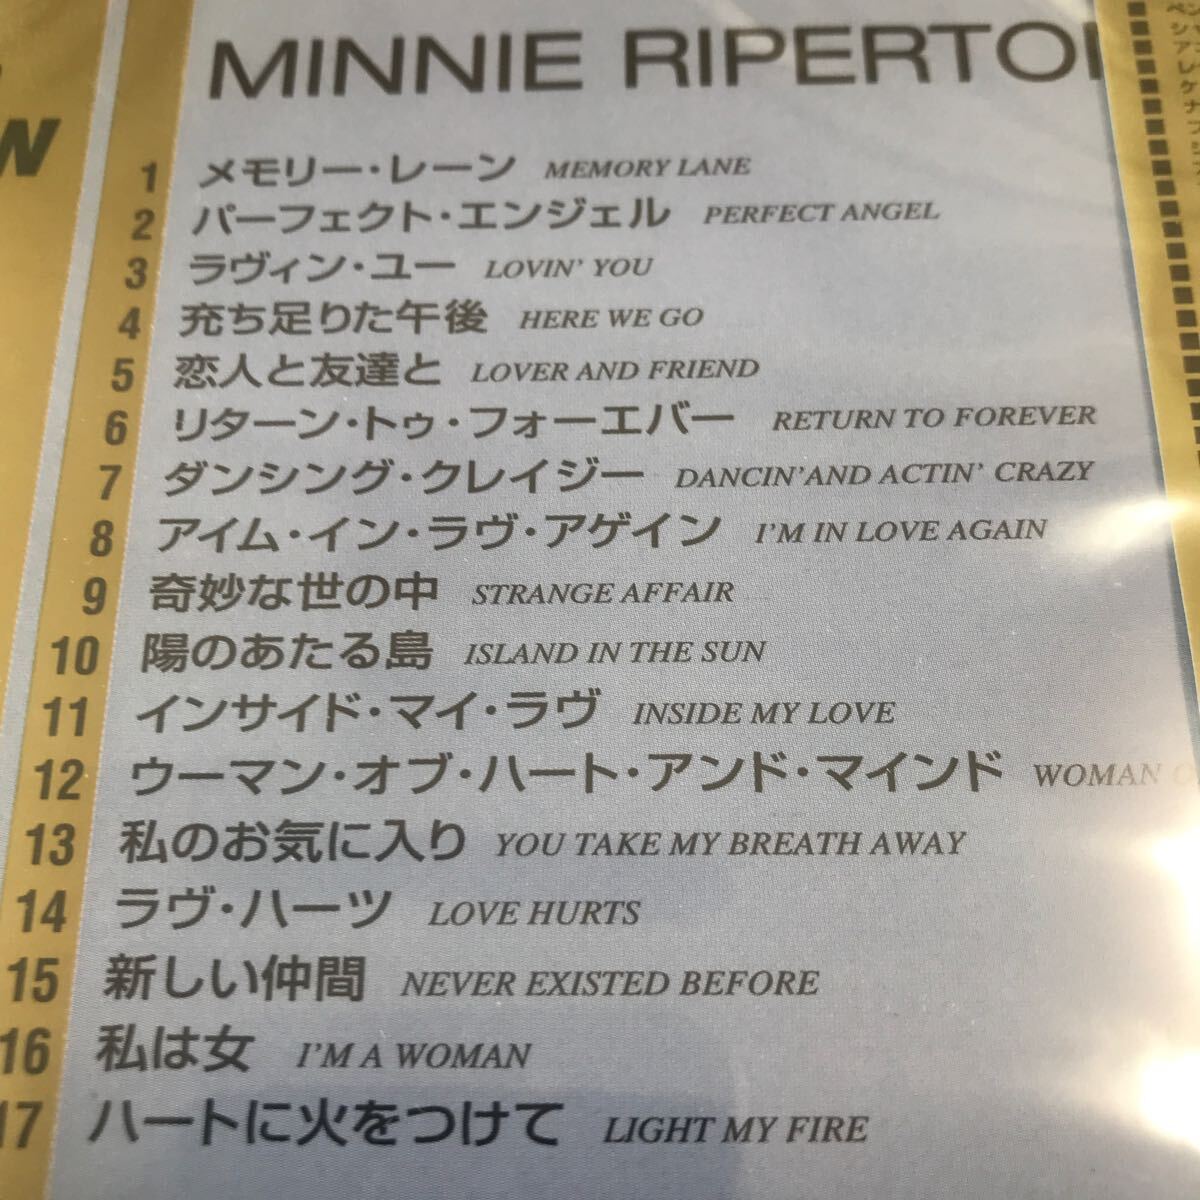 W
MINNIE RIPERTO
1 メモリー・レーン MEMORY LANE
2 パーフェクト・エンジェル PERFECT ANGEL
3 ラヴィン・ユー LOVIN' YOU
4 充ち足りた午後 HERE WE GO
5 恋人と友達と LOVER AND FRIEND
6 リターン・トゥ・フォーエバー RETURN TO FOREVER
7 ダンシング・クレイジー DANCIN' AND ACTIN' CRAZY
8 アイム・イン・ラヴ・アゲイン I'M IN LOVE AGAIN
9 奇妙な世の中 STRANGE AFFAIR
10 陽のあたる島 ISLAND IN THE SUN
11 インサイド・マイ・ラヴ INSIDE MY LOVE
12 ウーマン・オブ・ハート・アンド・マインド WOMAN
13 私のお気に入り YOU TAKE MY BREATH AWAY
14 ラヴ・ハーツ LOVE HURTS
15 新しい仲間 NEVER EXISTED BEFORE
16 私は女 I'M A WOMAN
17 ハートに火をつけて LIGHT MY FIRE